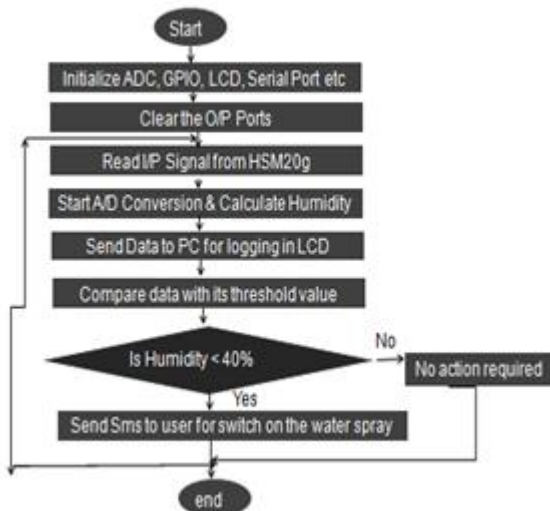 Start
Initialize ADC, GPIO, LCD, Serial Port etc
Clear the O/P Ports
Read I/P Signal from HSM20g
Start A/D Conversion & Calculate Humidity
Send Data to PC for logging in LCD
Compare data with its threshold value
Is Humidity < 40%
No
No action required
Yes
Send Sms to user for switch on the water spray
end